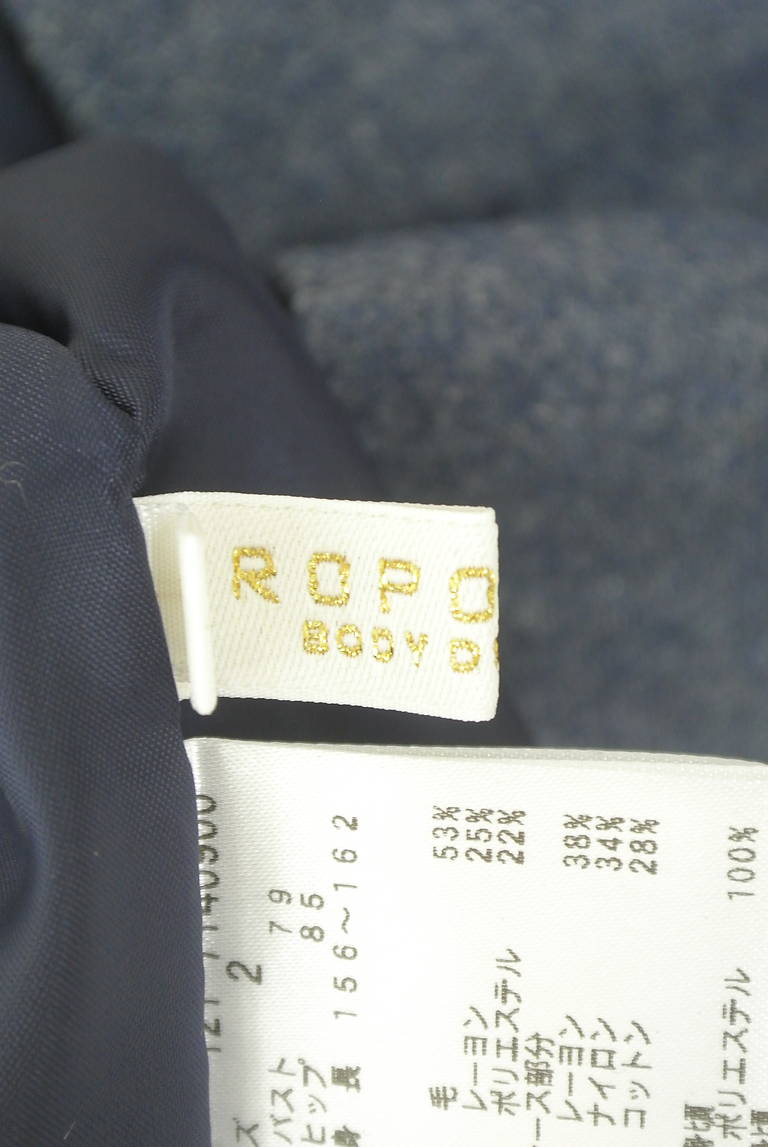 ROPO
BODY D
2
バスト 79
ヒップ 85
身長 156～162
毛 53%
レーヨン 25%
ポリエステル 22%
ース部分
レーヨン 38%
ナイロン 34%
コットン 28%
ポリエステル 100%